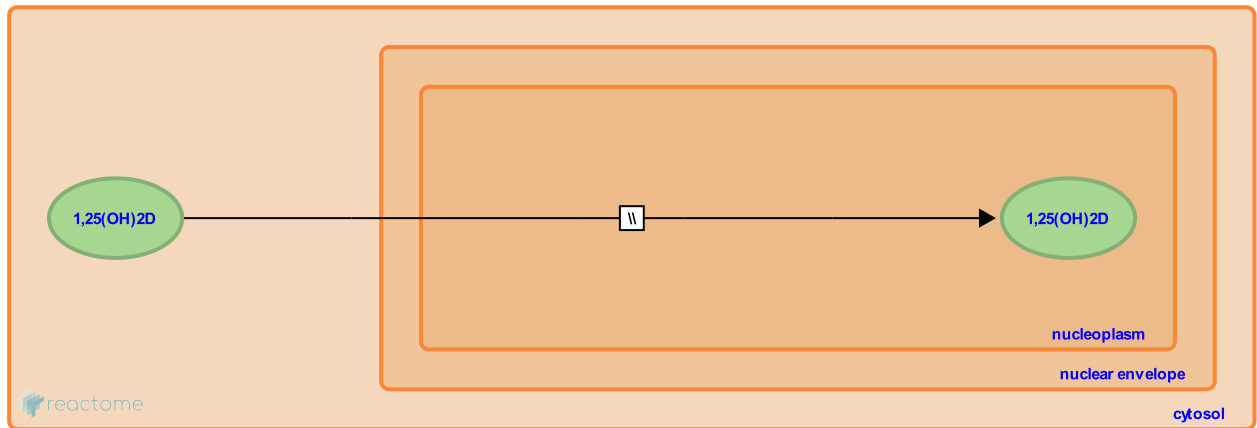 1,25(OH)2D
\\
1,25(OH)2D
nucleoplasm
nuclear envelope
reactome
cytosol